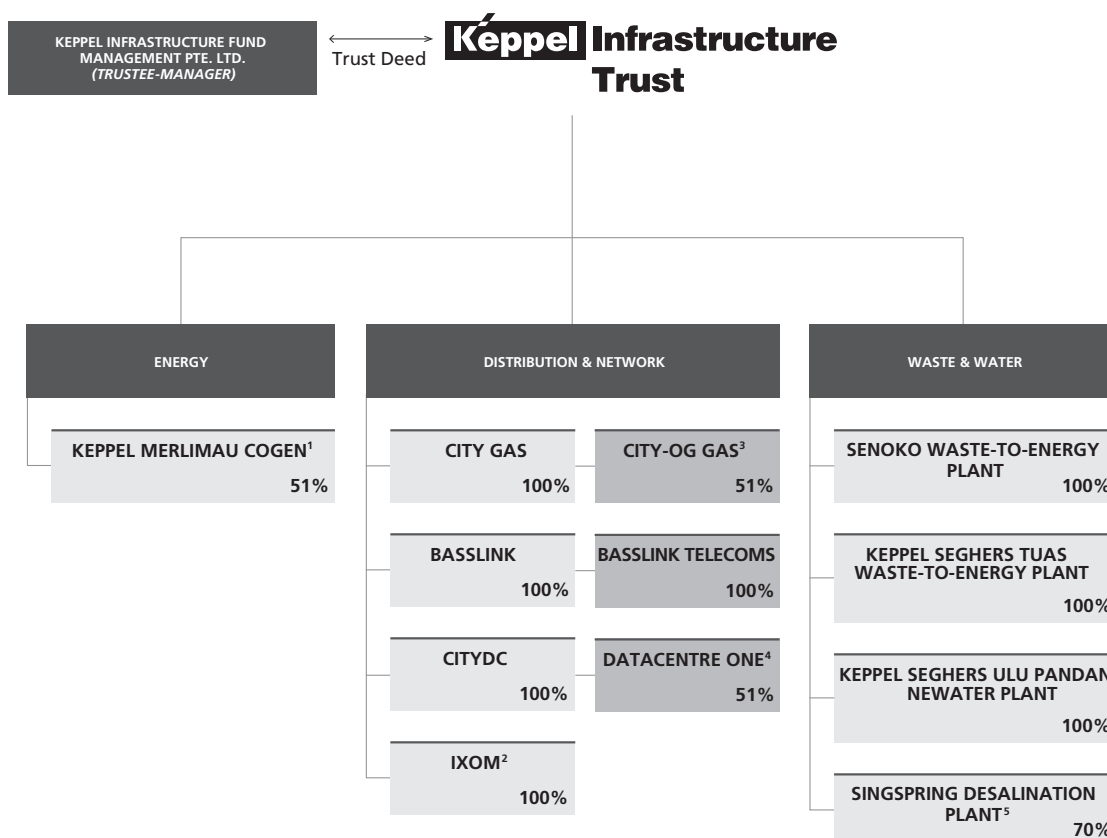 KEPPEL INFRASTRUCTURE FUND
MANAGEMENT PTE. LTD.
(TRUSTEE-MANAGER)
Trust Deed
Keppel Infrastructure
Trust
ENERGY
KEPPEL MERLIMAU COGEN¹
51%
DISTRIBUTION & NETWORK
CITY GAS
100%
CITY-OG GAS³
51%
BASSLINK
100%
BASSLINK TELECOMS
100%
CITYDC
100%
DATACENTRE ONE⁴
51%
IXOM²
100%
WASTE & WATER
SENOKO WASTE-TO-ENERGY
PLANT
100%
KEPPEL SEGHERS TUAS
WASTE-TO-ENERGY PLANT
100%
KEPPEL SEGHERS ULU PANDAN
NEWATER PLANT
100%
SINGSPRING DESALINATION
PLANT⁵
70%